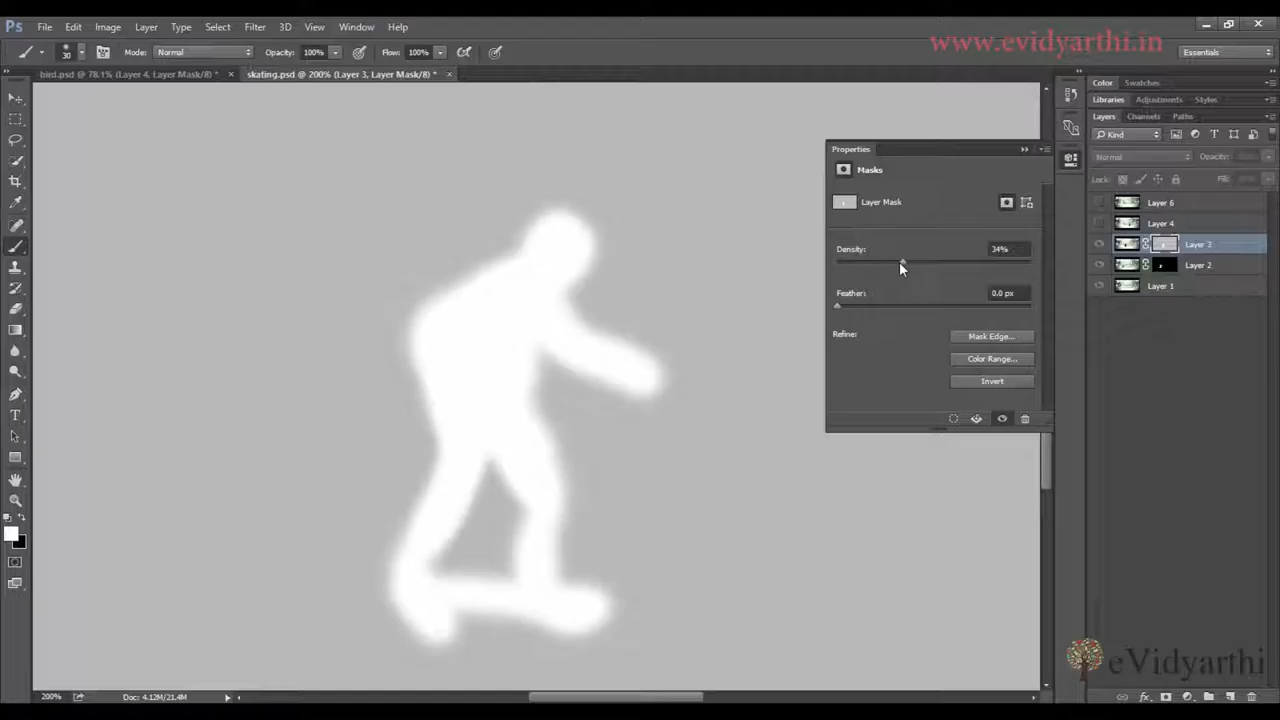 Ps File Edit Image Layer Type Select Filter 3D View Window Help
www.evidyarthi.in
30 Mode: Normal Opacity: 100% Flow: 100% Essentials
bird.psd @ 78.1% (Layer 4, Layer Mask/8) * × skating.psd @ 200% (Layer 3, Layer Mask/8) * ×
Color Swatches
Libraries Adjustments Styles
Layers Channels Paths
Kind
Normal Opacity:
Lock: Fill:
Layer 6
Layer 4
Layer 3
Layer 2
Layer 1
Properties
Masks
Layer Mask
Density: 34%
Feather: 0.0 px
Refine: Mask Edge...
Color Range...
Invert
eVidyarthi
200% Doc: 4.12M/21.4M